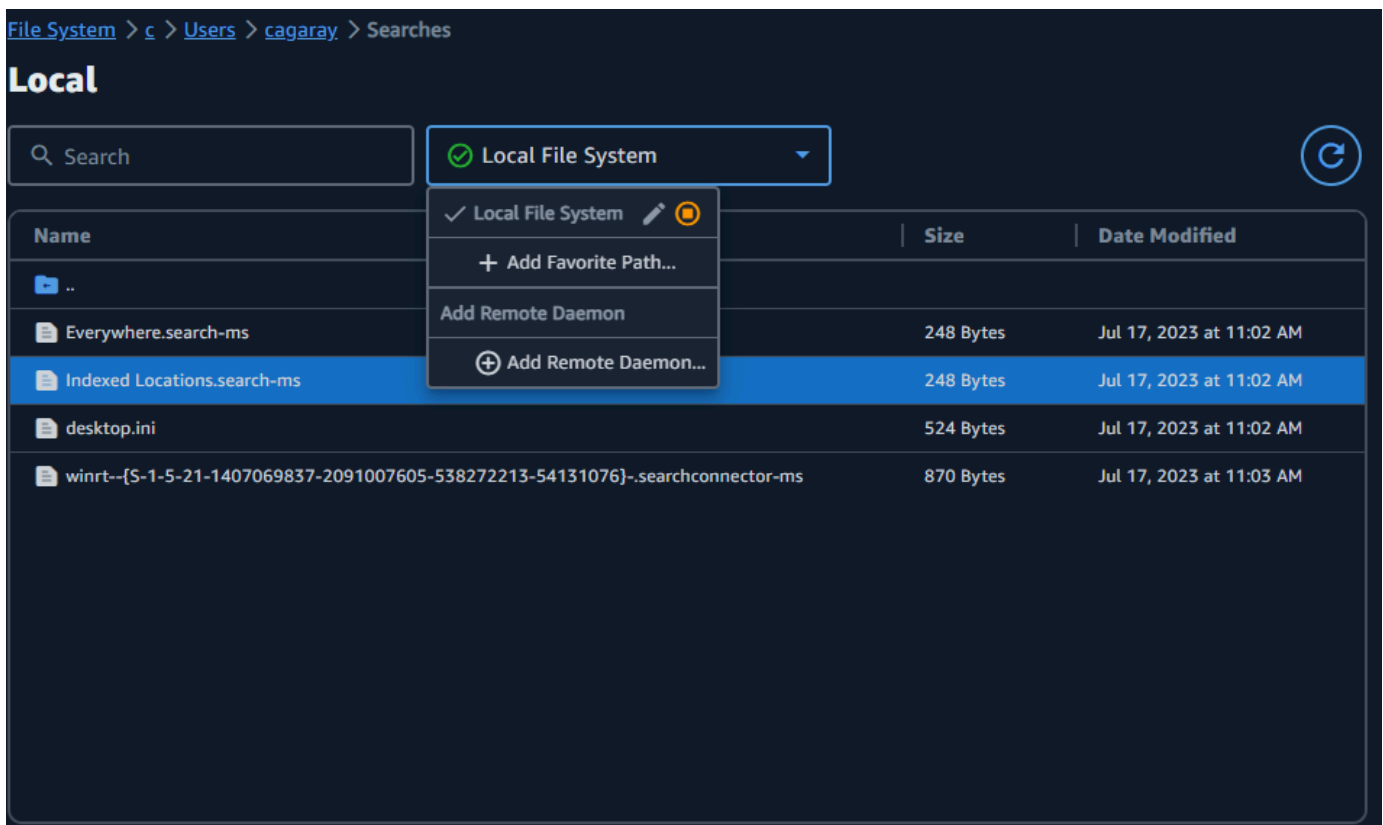 File System > c > Users > cagaray > Searches
Local
Search
Local File System
Local File System
Add Favorite Path...
Add Remote Daemon
Add Remote Daemon...
Name Size Date Modified
..
Everywhere.search-ms 248 Bytes Jul 17, 2023 at 11:02 AM
Indexed Locations.search-ms 248 Bytes Jul 17, 2023 at 11:02 AM
desktop.ini 524 Bytes Jul 17, 2023 at 11:02 AM
winrt--{S-1-5-21-1407069837-2091007605-538272213-54131076}-.searchconnector-ms 870 Bytes Jul 17, 2023 at 11:03 AM